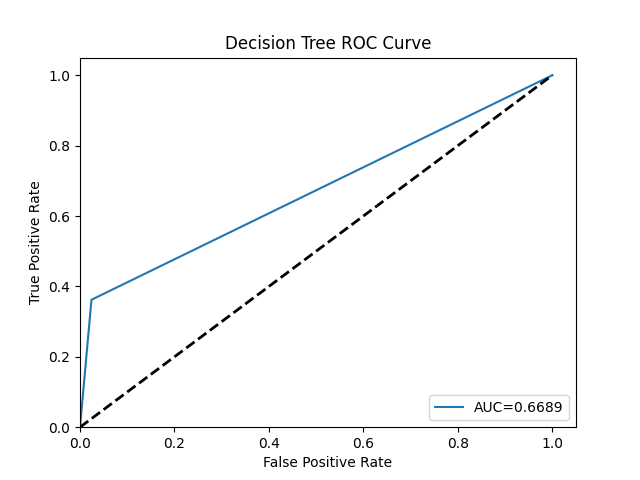 Decision Tree ROC Curve
True Positive Rate
1.0
0.8
0.6
0.4
0.2
0.0
AUC=0.6689
0.0 0.2 0.4 0.6 0.8 1.0
False Positive Rate